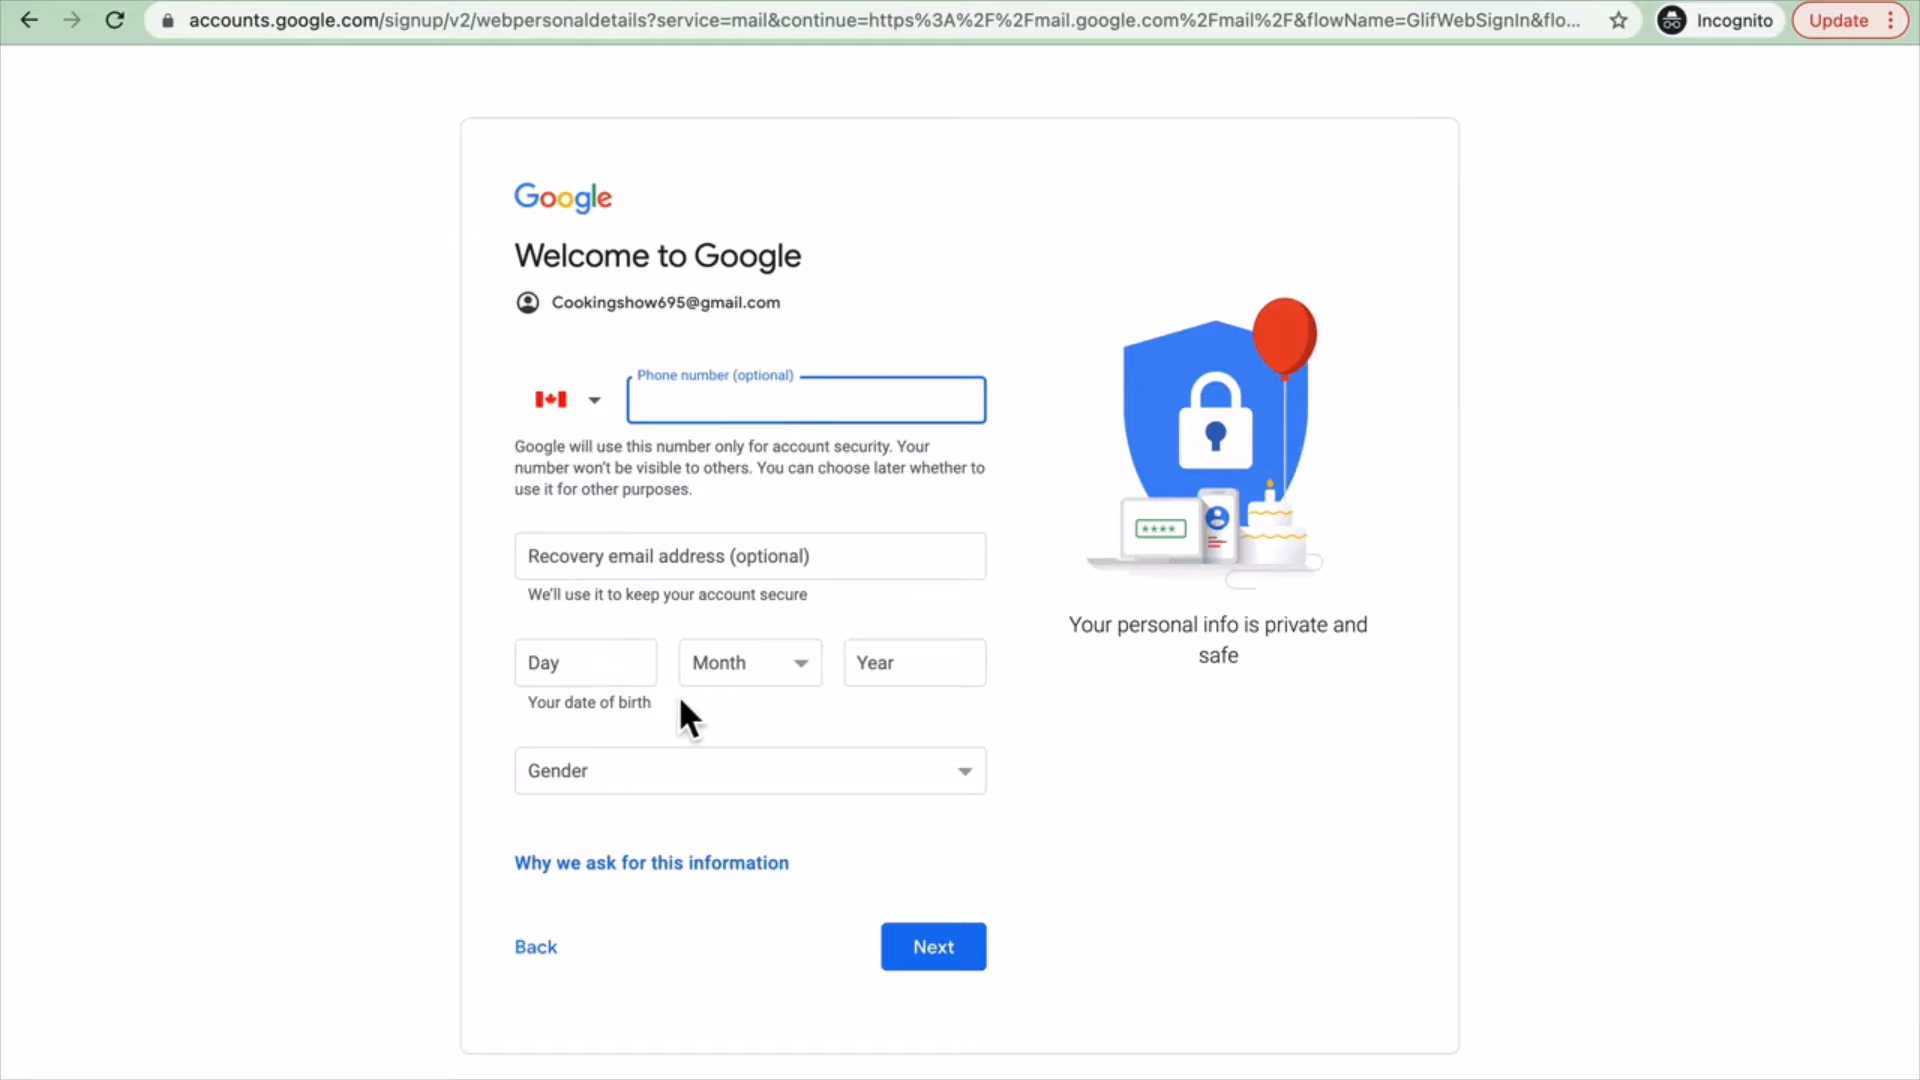 accounts.google.com/signup/v2/webpersonaldetails?service=mail&continue=https%3A%2F%2Fmail.google.com%2Fmail%2F&flowName=GlifWebSignIn&flo...
Incognito
Update
Google
Welcome to Google
Cookingshow695@gmail.com
Phone number (optional)
Google will use this number only for account security. Your
number won't be visible to others. You can choose later whether to
use it for other purposes.
Recovery email address (optional)
We'll use it to keep your account secure
Day
Month
Year
Your date of birth
Gender
Why we ask for this information
Back
Next
****
Your personal info is private and
safe